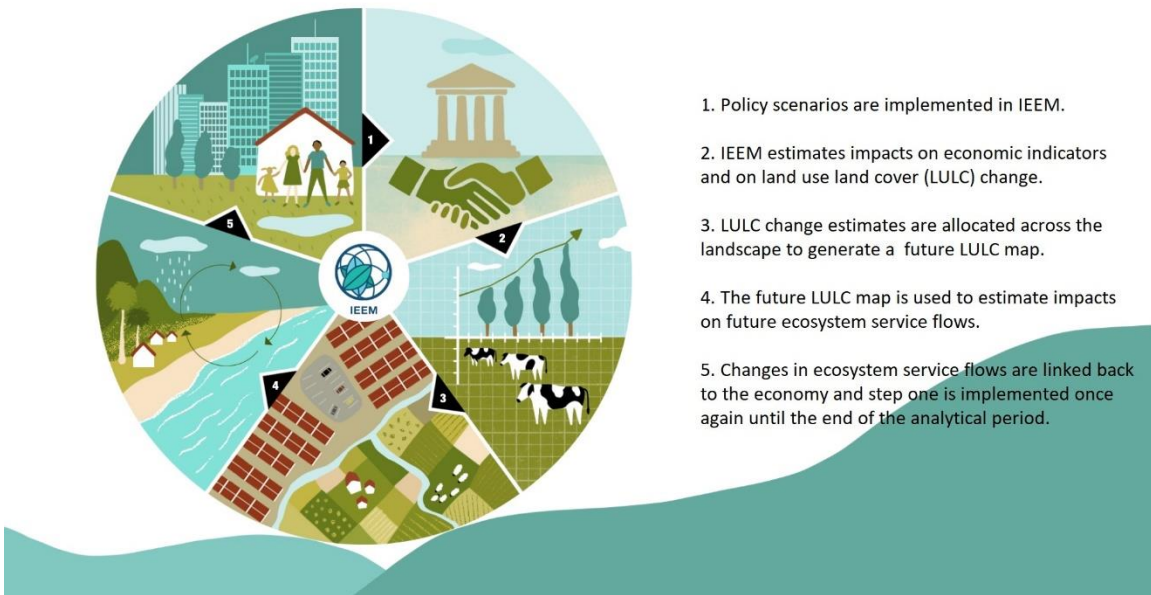 1
2
3
4
5
IEEM
1. Policy scenarios are implemented in IEEM.
2. IEEM estimates impacts on economic indicators
and on land use land cover (LULC) change.
3. LULC change estimates are allocated across the
landscape to generate a  future LULC map.
4. The future LULC map is used to estimate impacts
on future ecosystem service flows.
5. Changes in ecosystem service flows are linked back
to the economy and step one is implemented once
again until the end of the analytical period.